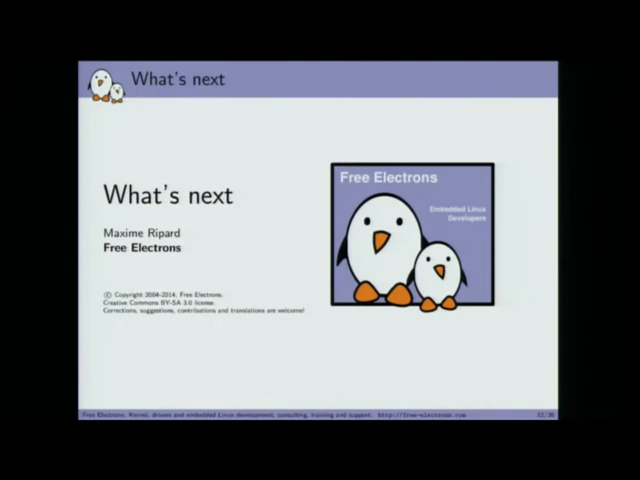 What's next
What's next
Maxime Ripard
Free Electrons
© Copyright 2004-2014, Free Electrons.
Creative Commons BY-SA 3.0 license.
Corrections, suggestions, contributions and translations are welcome!
Free Electrons
Embedded Linux
Developers
Free Electrons. Kernel, drivers and embedded Linux development, consulting, training and support. http://free-electrons.com